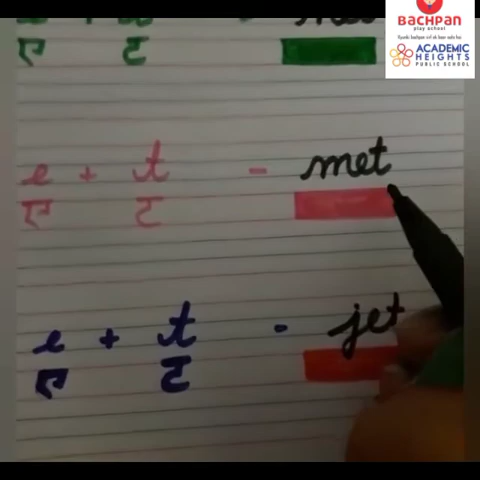 BACHPAN
play school
ACADEMIC
HEIGHTS
PUBLIC SCHOOL
ए ट
e + t - met
ए ट
e + t - jet
ए ट